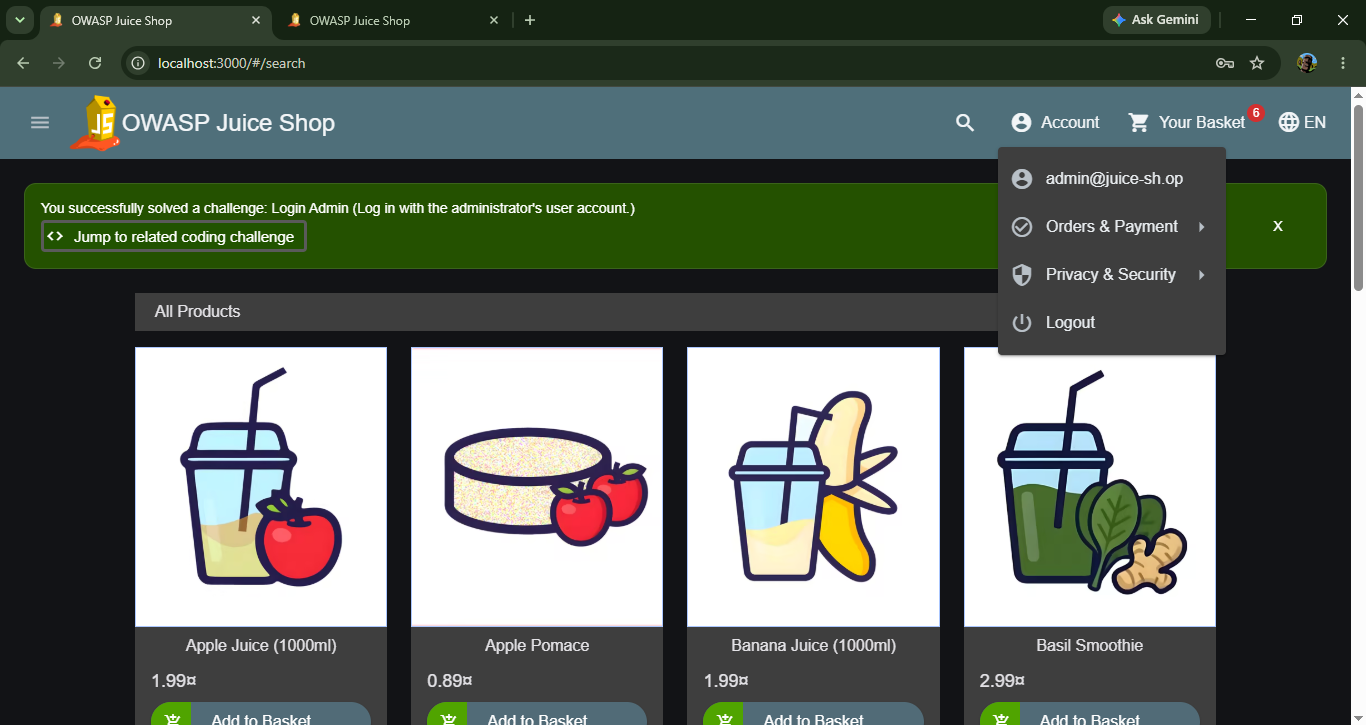 OWASP Juice Shop
OWASP Juice Shop
Ask Gemini
localhost:3000/#/search
JS
OWASP Juice Shop
Account
Your Basket
6
EN
admin@juice-sh.op
Orders & Payment
Privacy & Security
Logout
You successfully solved a challenge: Login Admin (Log in with the administrator's user account.)
X
<> Jump to related coding challenge
All Products
Apple Juice (1000ml)
Apple Pomace
Banana Juice (1000ml)
Basil Smoothie
1.99¤
0.89¤
1.99¤
2.99¤
Add to Basket
Add to Basket
Add to Basket
Add to Basket